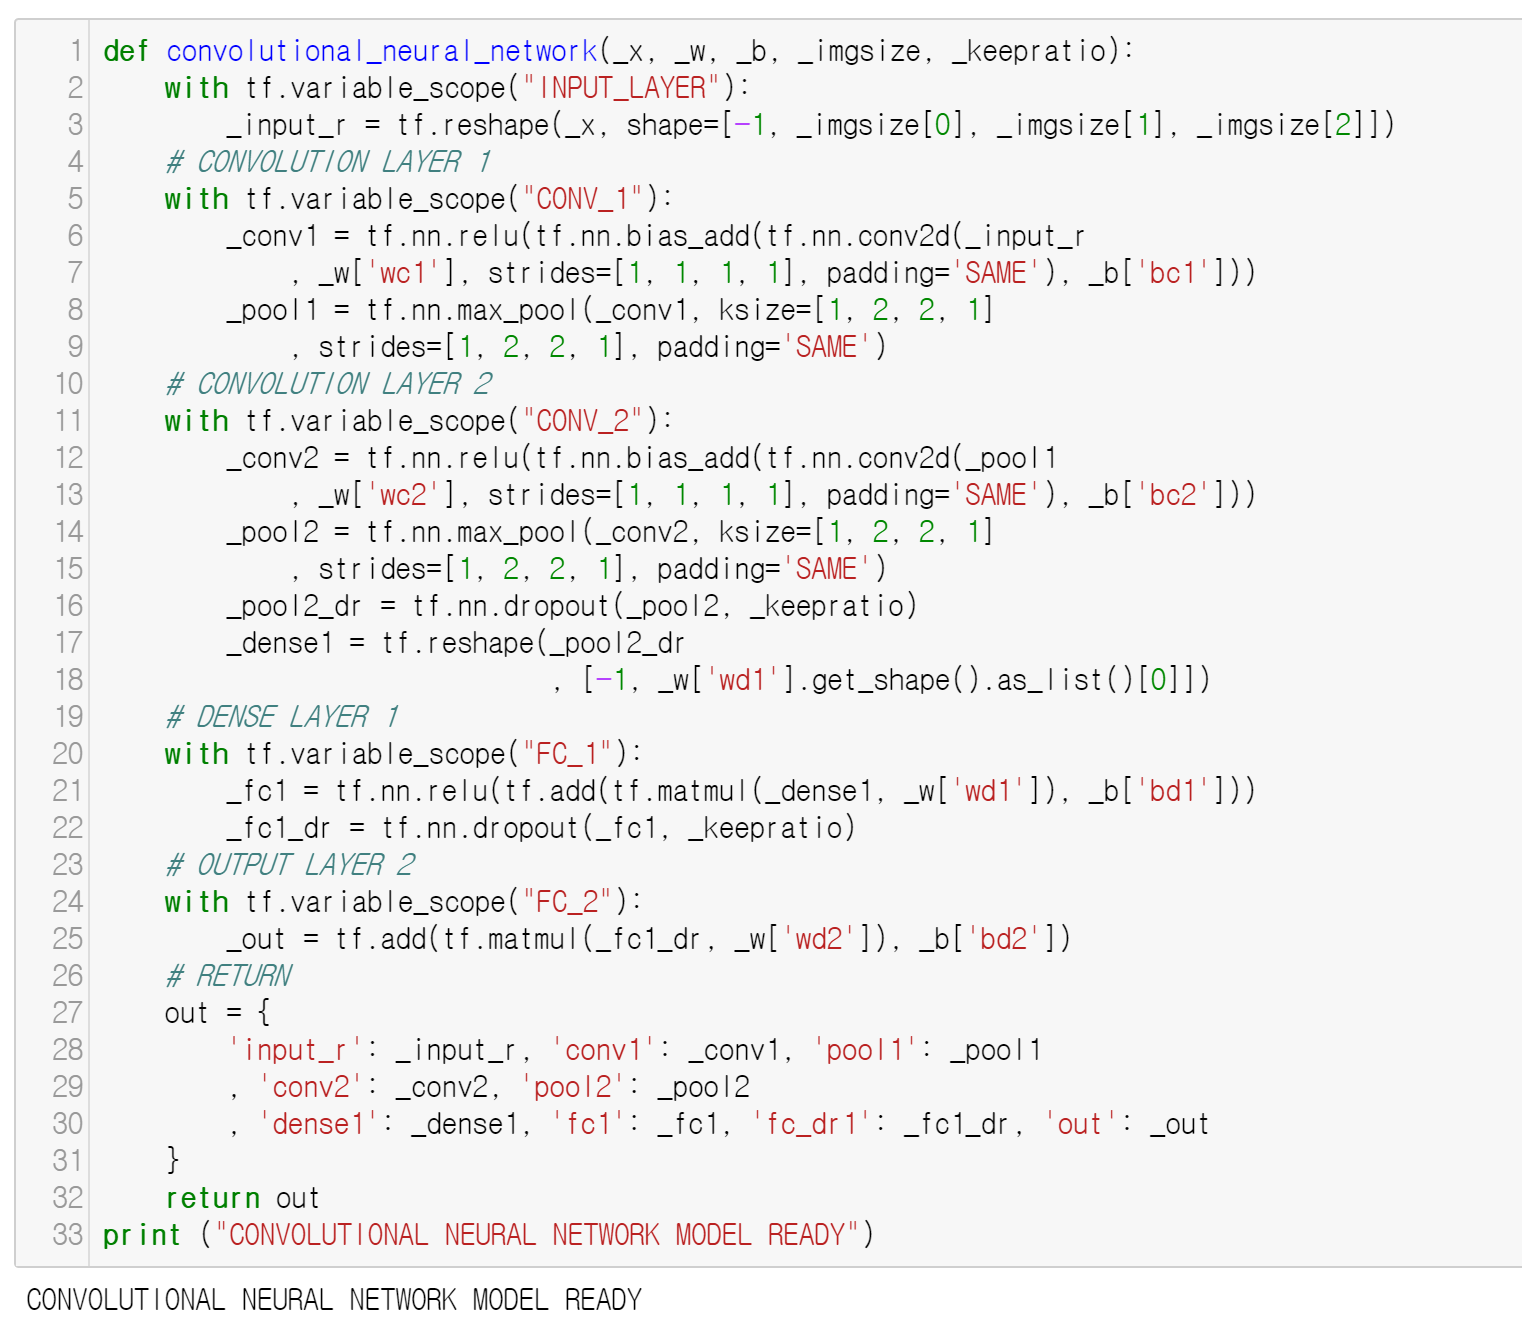 1 def convolutional_neural_network(_x, _w, _b, _imgsize, _keepratio):
2     with tf.variable_scope("INPUT_LAYER"):
3         _input_r = tf.reshape(_x, shape=[-1, _imgsize[0], _imgsize[1], _imgsize[2]])
4     # CONVOLUTION LAYER 1
5     with tf.variable_scope("CONV_1"):
6         _conv1 = tf.nn.relu(tf.nn.bias_add(tf.nn.conv2d(_input_r
7             , _w['wc1'], strides=[1, 1, 1, 1], padding='SAME'), _b['bc1']))
8         _pool1 = tf.nn.max_pool(_conv1, ksize=[1, 2, 2, 1]
9             , strides=[1, 2, 2, 1], padding='SAME')
10     # CONVOLUTION LAYER 2
11     with tf.variable_scope("CONV_2"):
12         _conv2 = tf.nn.relu(tf.nn.bias_add(tf.nn.conv2d(_pool1
13             , _w['wc2'], strides=[1, 1, 1, 1], padding='SAME'), _b['bc2']))
14         _pool2 = tf.nn.max_pool(_conv2, ksize=[1, 2, 2, 1]
15             , strides=[1, 2, 2, 1], padding='SAME')
16         _pool2_dr = tf.nn.dropout(_pool2, _keepratio)
17         _dense1 = tf.reshape(_pool2_dr
18                              , [-1, _w['wd1'].get_shape().as_list()[0]])
19     # DENSE LAYER 1
20     with tf.variable_scope("FC_1"):
21         _fc1 = tf.nn.relu(tf.add(tf.matmul(_dense1, _w['wd1']), _b['bd1']))
22         _fc1_dr = tf.nn.dropout(_fc1, _keepratio)
23     # OUTPUT LAYER 2
24     with tf.variable_scope("FC_2"):
25         _out = tf.add(tf.matmul(_fc1_dr, _w['wd2']), _b['bd2'])
26     # RETURN
27     out = {
28         'input_r': _input_r, 'conv1': _conv1, 'pool1': _pool1
29         , 'conv2': _conv2, 'pool2': _pool2
30         , 'dense1': _dense1, 'fc1': _fc1, 'fc_dr1': _fc1_dr, 'out': _out
31     }
32     return out
33 print ("CONVOLUTIONAL NEURAL NETWORK MODEL READY")
CONVOLUTIONAL NEURAL NETWORK MODEL READY